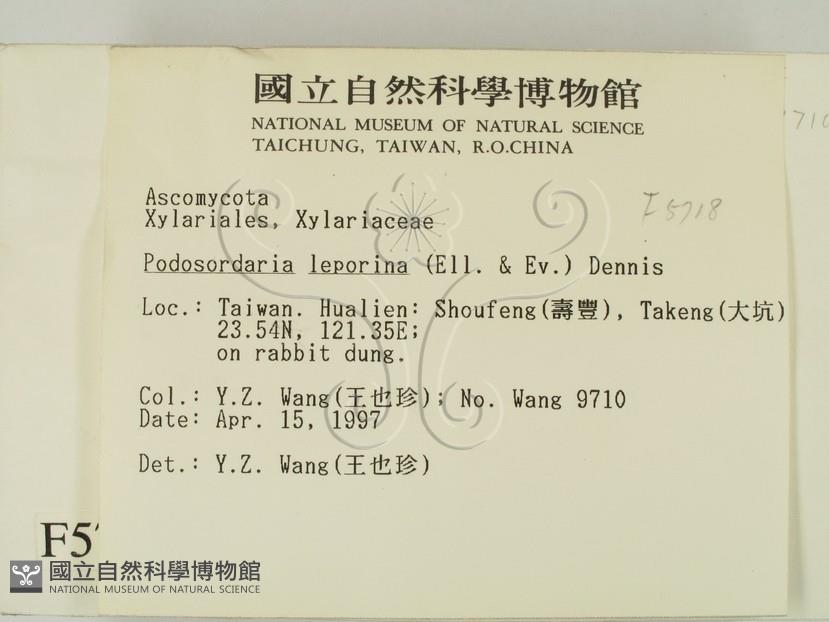 國立自然科學博物館
NATIONAL MUSEUM OF NATURAL SCIENCE
TAICHUNG, TAIWAN, R.O.CHINA
710
Ascomycota
Xylariales, Xylariaceae
F5718
Podosordaria leporina (Ell. & Ev.) Dennis
Loc.: Taiwan. Hualien: Shoufeng(壽豐), Takeng(大坑)
23.54N, 121.35E;
on rabbit dung.
Col.: Y.Z. Wang(王也珍); No. Wang 9710
Date: Apr. 15, 1997
Det.: Y.Z. Wang(王也珍)
F5
國立自然科學博物館
NATIONAL MUSEUM OF NATURAL SCIENCE